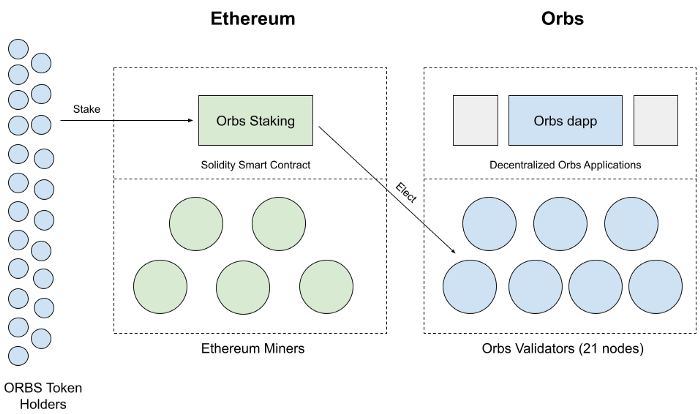 Ethereum
Orbs
Stake
Orbs Staking
Orbs dapp
Solidity Smart Contract
Decentralized Orbs Applications
Elect
Ethereum Miners
Orbs Validators (21 nodes)
ORBS Token
Holders